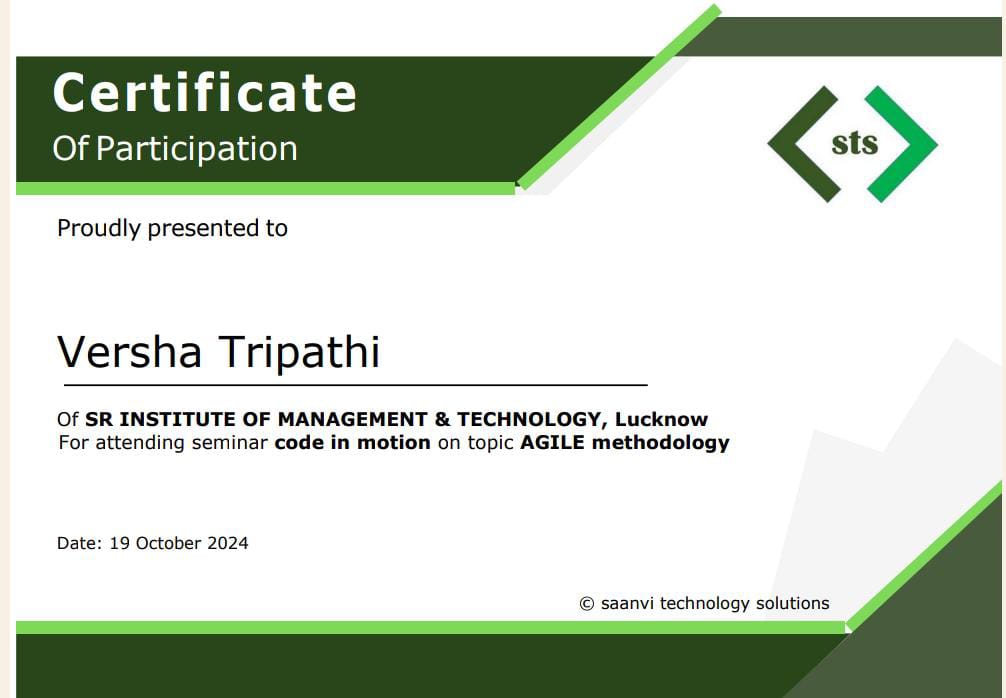 Certificate
Of Participation
sts
Proudly presented to
Versha Tripathi
Of SR INSTITUTE OF MANAGEMENT & TECHNOLOGY, Lucknow
For attending seminar code in motion on topic AGILE methodology
Date: 19 October 2024
© saanvi technology solutions